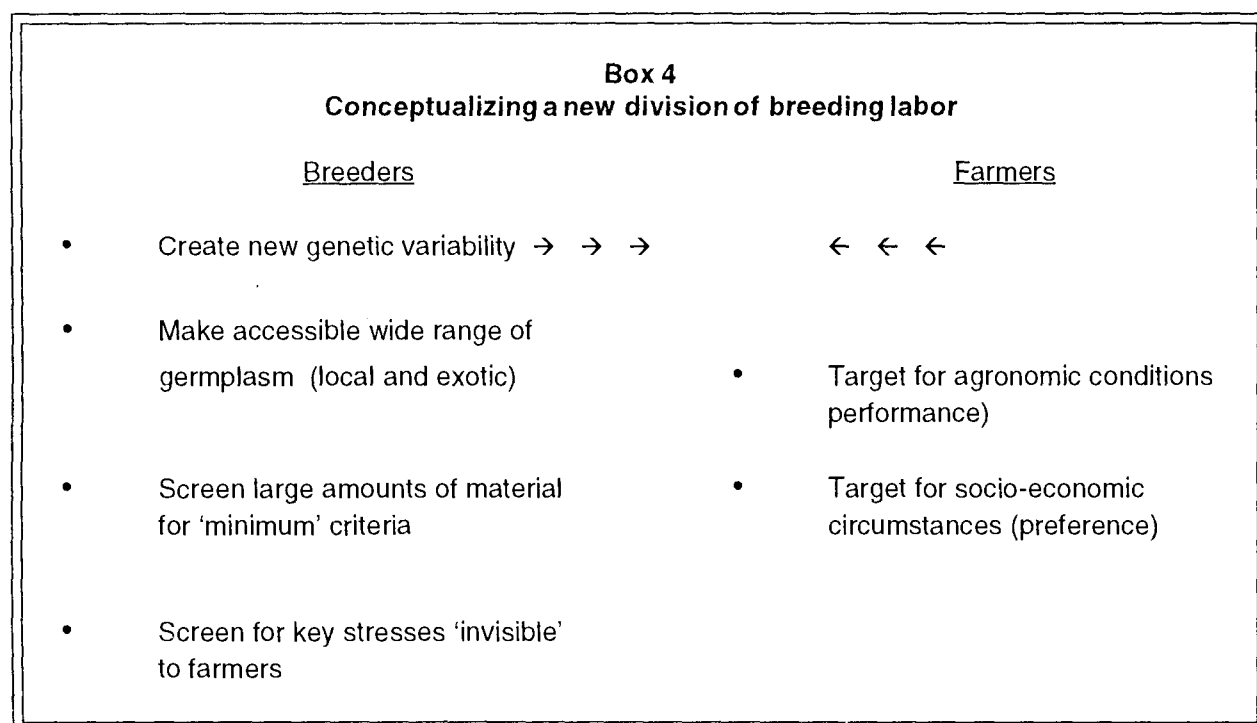 Box 4
Conceptualizing a new division of breeding labor
Breeders Farmers
• Create new genetic variability → → → ← ← ←
• Make accessible wide range of
germplasm (local and exotic)
• Target for agronomic conditions
performance)
• Screen large amounts of material
for ‘minimum’ criteria
• Target for socio-economic
circumstances (preference)
• Screen for key stresses ‘invisible’
to farmers